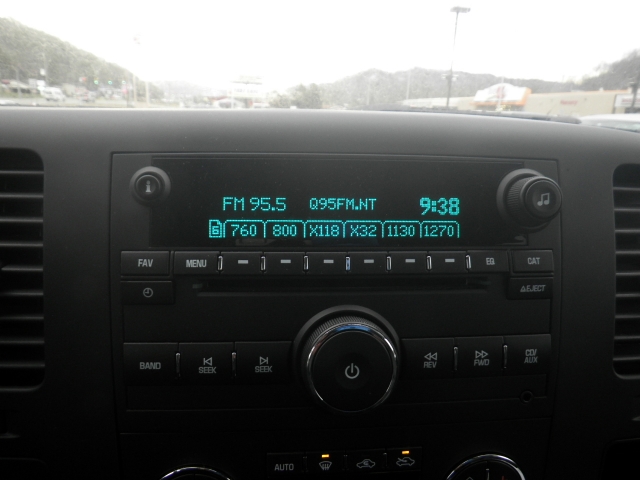 FM 95.5 Q95FM.NT 9:38
6 760 800 X118 X32 1130 1270
FAV MENU EQ CAT
EJECT
BAND SEEK SEEK REV FWD CD/AUX
AUTO